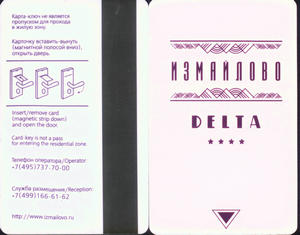 Карта-ключ не является
пропуском для прохода
в жилую зону.
Карточку вставить-вынуть
(магнитной полосой вниз),
открыть дверь.
Insert/remove card
(magnetic strip down)
and open the door.
Card-key is not a pass
for entering the residential zone.
Телефон оператора/Operator:
+7(495)737-70-00
Служба размещения/Reception:
+7(499)166-61-62
http://www.izmailovo.ru
ИЗМАЙЛОВО
DELTA